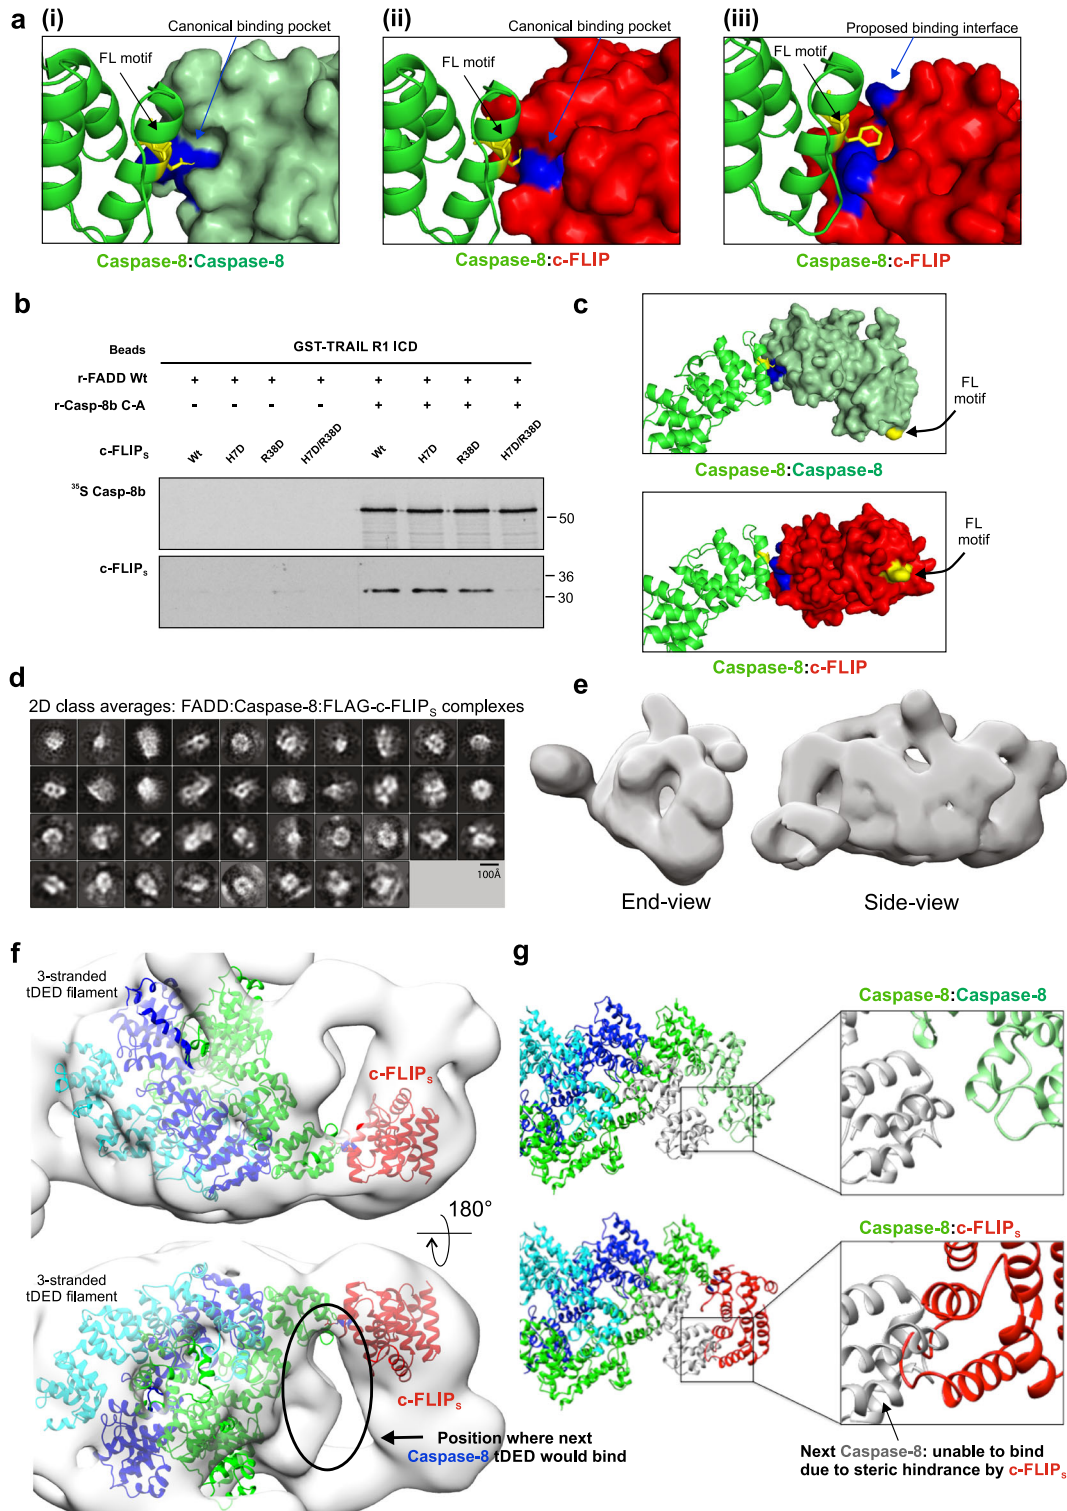 a
(i)
(ii)
(iii)
Canonical binding pocket
FL motif
Canonical binding pocket
FL motif
Proposed binding interface
FL motif
Caspase-8:Caspase-8
Caspase-8:c-FLIP
Caspase-8:c-FLIP
b
Beads
GST-TRAIL R1 ICD
r-FADD Wt + + + + + + + +
r-Casp-8b C-A - - - - + + + +
c-FLIPS Wt H7D R38D H7D/R38D Wt H7D R38D H7D/R38D
35S Casp-8b
50
c-FLIPS
36
30
c
FL motif
Caspase-8:Caspase-8
FL motif
Caspase-8:c-FLIP
d
2D class averages: FADD:Caspase-8:FLAG-c-FLIPS complexes
100Å
e
End-view
Side-view
f
3-stranded
tDED filament
c-FLIPS
180°
3-stranded
tDED filament
c-FLIPS
Position where next
Caspase-8 tDED would bind
g
Caspase-8:Caspase-8
Caspase-8:c-FLIPS
Next Caspase-8: unable to bind
due to steric hindrance by c-FLIPS